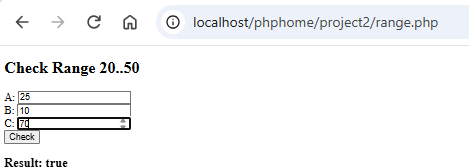 localhost/phphome/project2/range.php
Check Range 20..50
A: 25
B: 10
C: 70
Check
Result: true